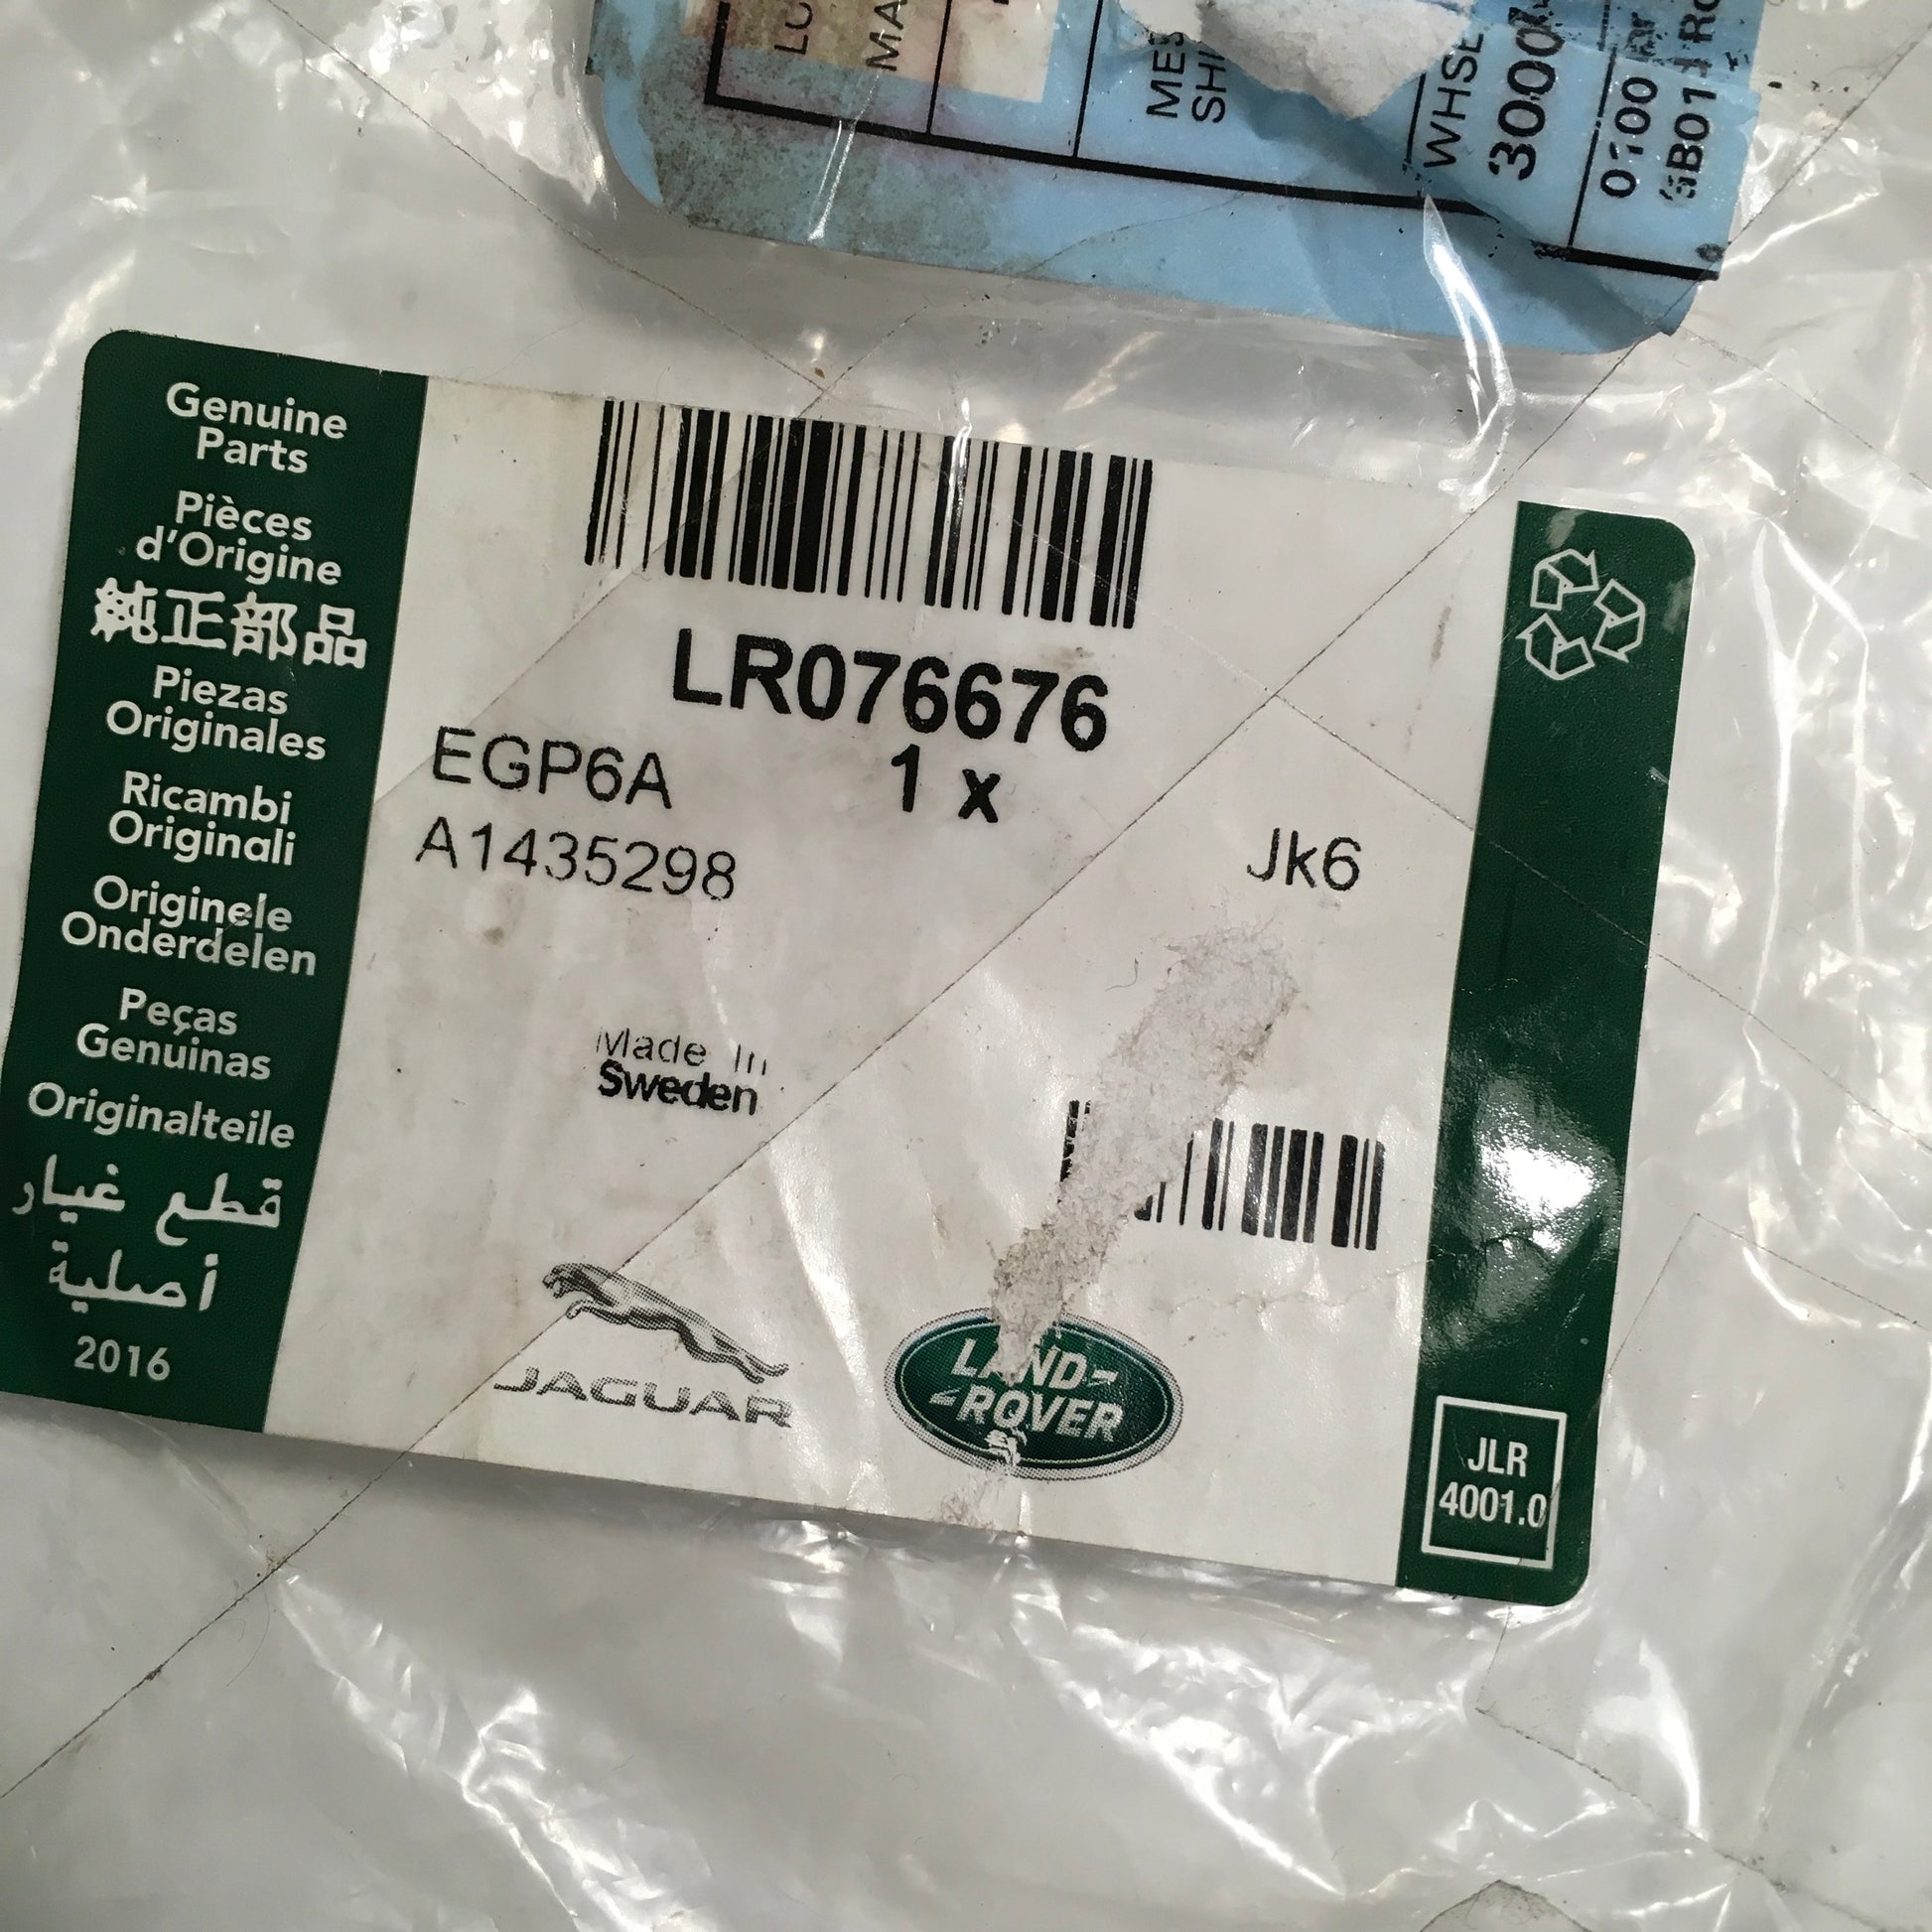 WHSE
3000
Genuine
Parts
Pièces
d'Origine
純正部品
Piezas
Originales
Ricambi
Originali
Originele
Onderdelen
Peças
Genuinas
Originalteile
قطع غيار
أصلية
2016
LR076676
1 x
EGP6A
A1435298
Jk6
Made In
Sweden
JAGUAR
LAND-
-ROVER
JLR
4001.0